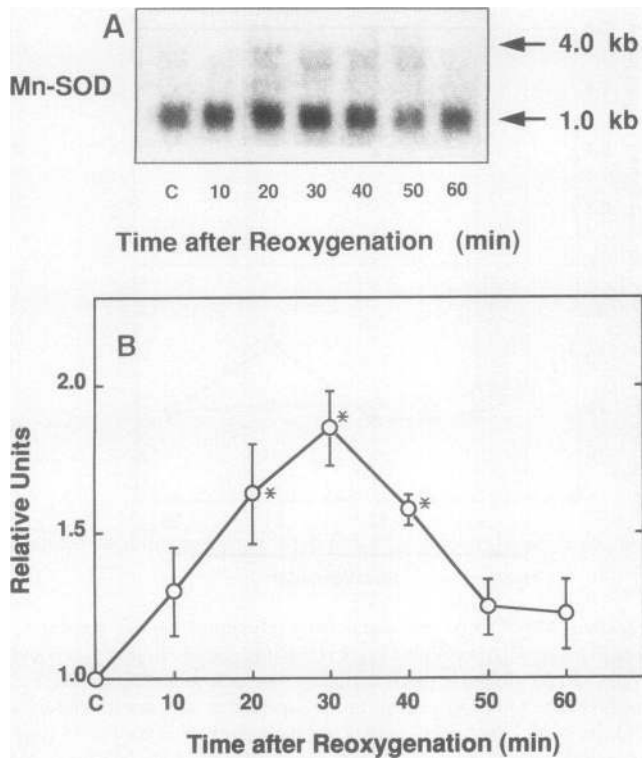 A
4.0 kb
Mn-SOD
1.0 kb
C 10 20 30 40 50 60
Time after Reoxygenation (min)
B
2.0
1.5
1.0
Relative Units
*
*
*
C 10 20 30 40 50 60
Time after Reoxygenation (min)